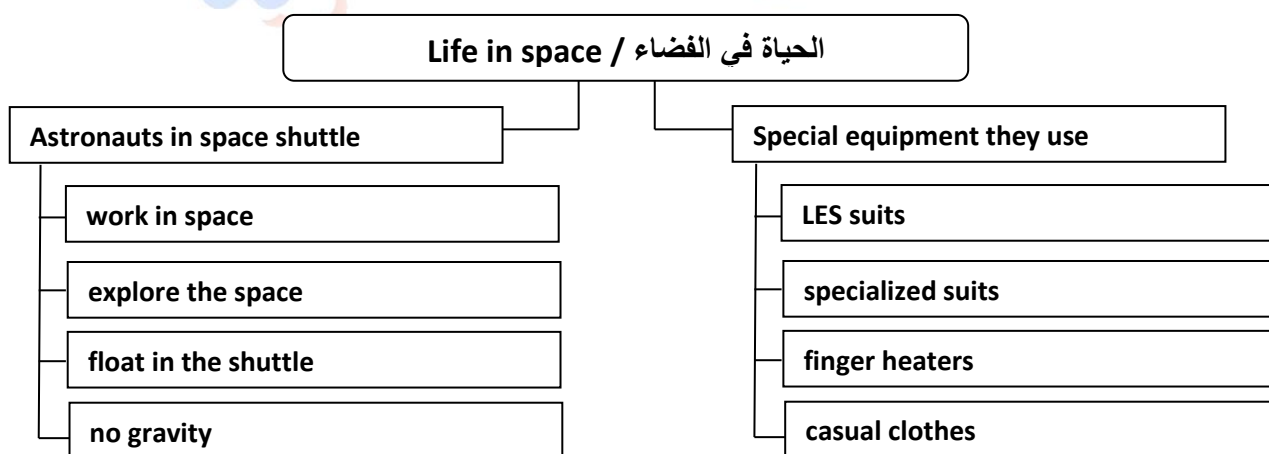 Life in space / الحياة في الفضاء
Astronauts in space shuttle
work in space
explore the space
float in the shuttle
no gravity
Special equipment they use
LES suits
specialized suits
finger heaters
casual clothes